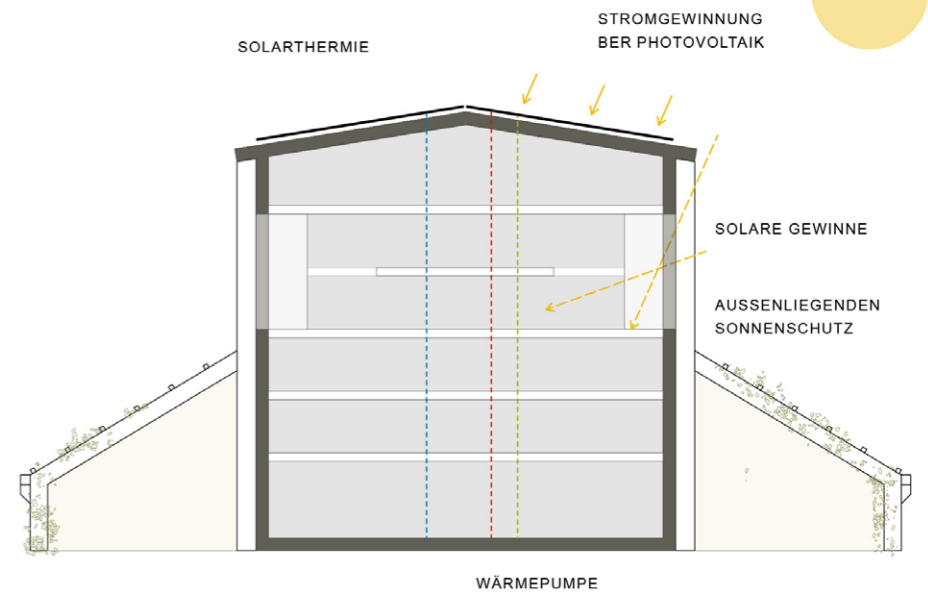 STROMGEWINNUNG
BER PHOTOVOLTAIK
SOLARTHERMIE
SOLARE GEWINNE
AUSSENLIEGENDEN
SONNENSCHUTZ
WÄRMEPUMPE